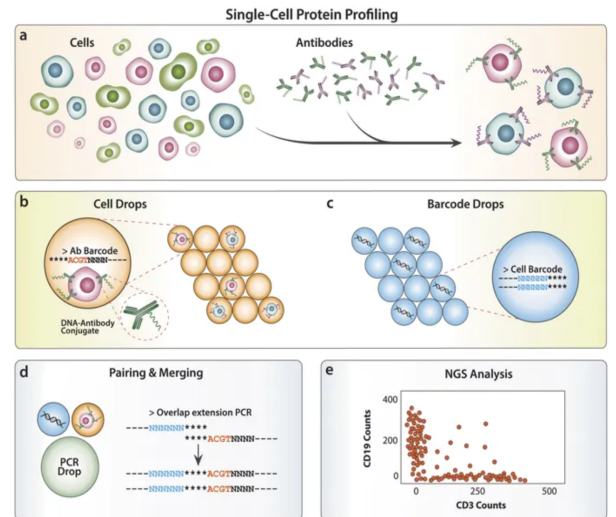 Single-Cell Protein Profiling
a
Cells
Antibodies
b
Cell Drops
> Ab Barcode
****ACGTNNNN----
DNA-Antibody
Conjugate
c
Barcode Drops
> Cell Barcode
----NNNNNN****
----NNNNNN****
d
Pairing & Merging
PCR
Drop
> Overlap extension PCR
----NNNNNN****
****ACGTNNNN----
----NNNNNN****ACGTNNNN----
----NNNNNN****ACGTNNNN----
e
NGS Analysis
CD19 Counts
400
200
0
0 250 500
CD3 Counts